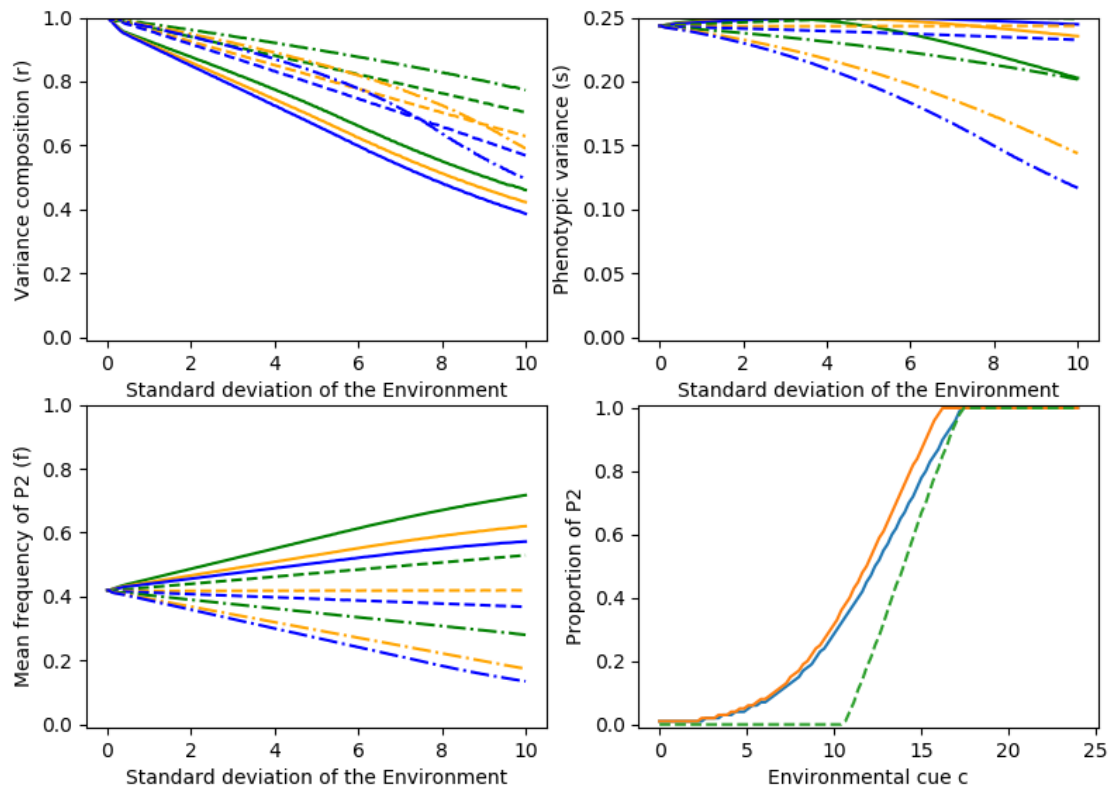 1.0
0.8
0.6
0.4
0.2
0.0
Variance composition (r)
0 2 4 6 8 10
Standard deviation of the Environment
0.25
0.20
0.15
0.10
0.05
0.00
Phenotypic variance (s)
0 2 4 6 8 10
Standard deviation of the Environment
1.0
0.8
0.6
0.4
0.2
0.0
Mean frequency of P2 (f)
0 2 4 6 8 10
Standard deviation of the Environment
1.0
0.8
0.6
0.4
0.2
0.0
Proportion of P2
0 5 10 15 20 25
Environmental cue c